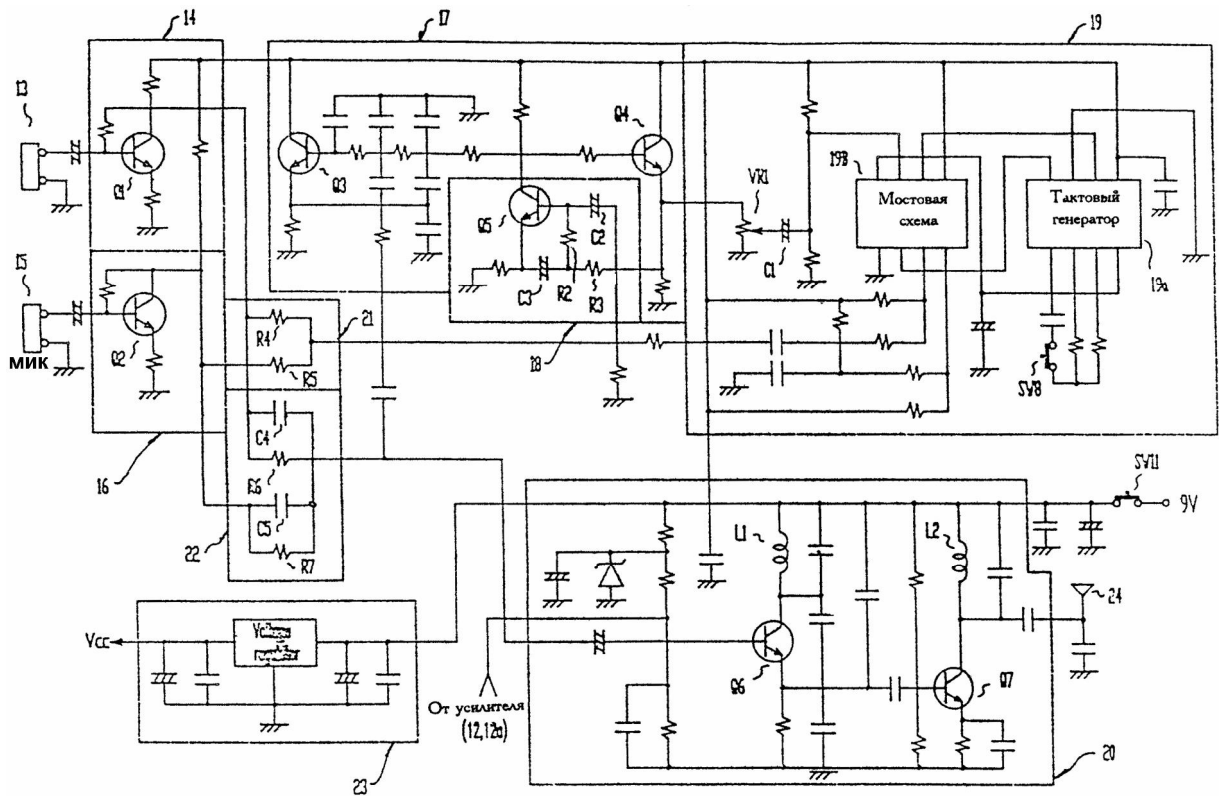 14
17
19
13
Q1
Q3
Q4
19B
Мостовая
схема
Тактовый
генератор
VR1
C1
Q5
C2
C3
R2
R3
19a
15
МИК
Q2
R4
21
R5
18
SW8
16
C4
R6
C5
22
R7
SW11
9V
L1
L2
24
Vcc
Q6
Q7
От усилителя
(12,12a)
23
20